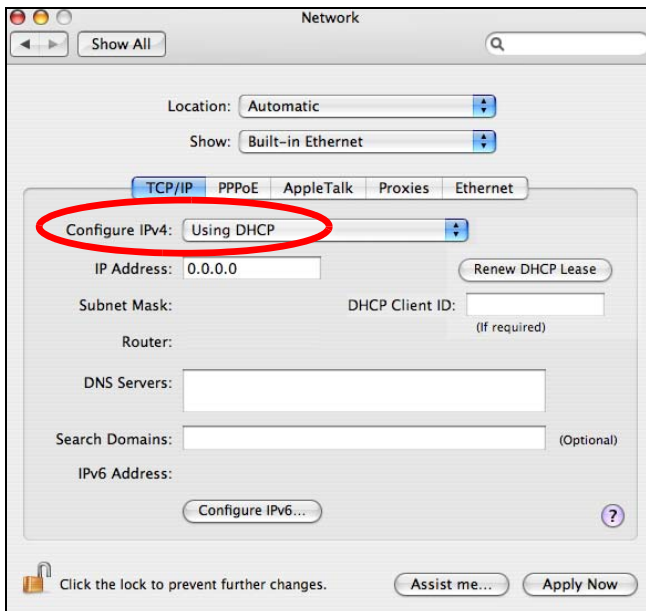 Network
Show All
Location: Automatic
Show: Built-in Ethernet
TCP/IP PPPoE AppleTalk Proxies Ethernet
Configure IPv4: Using DHCP
IP Address: 0.0.0.0 Renew DHCP Lease
Subnet Mask: DHCP Client ID:
(If required)
Router:
DNS Servers:
Search Domains: (Optional)
IPv6 Address:
Configure IPv6... ?
Click the lock to prevent further changes. Assist me... Apply Now